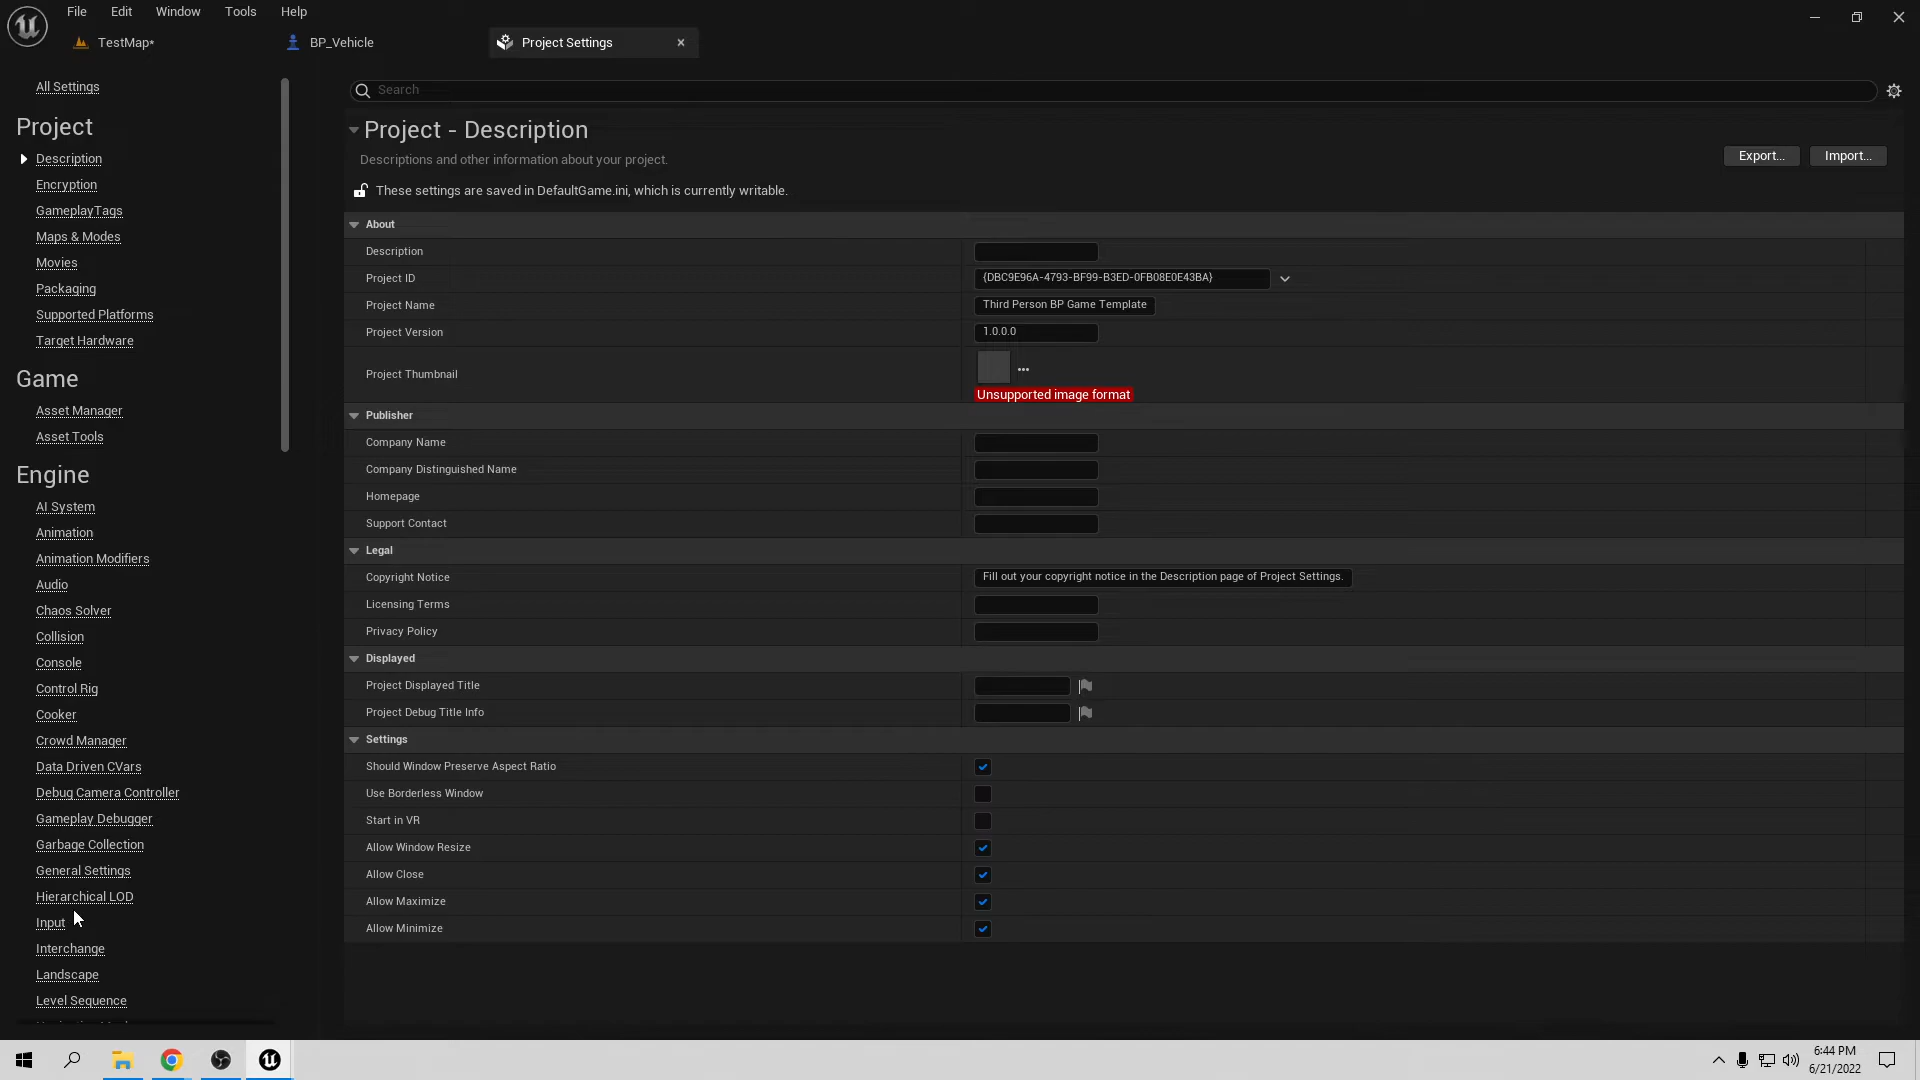 File Edit Window Tools Help
TestMap* BP_Vehicle Project Settings
All Settings
Project
Description
Encryption
GameplayTags
Maps & Modes
Movies
Packaging
Supported Platforms
Target Hardware
Game
Asset Manager
Asset Tools
Engine
AI System
Animation
Animation Modifiers
Audio
Chaos Solver
Collision
Console
Control Rig
Cooker
Crowd Manager
Data Driven CVars
Debug Camera Controller
Gameplay Debugger
Garbage Collection
General Settings
Hierarchical LOD
Input
Interchange
Landscape
Level Sequence
Search
Project - Description
Descriptions and other information about your project.
Export... Import...
These settings are saved in DefaultGame.ini, which is currently writable.
About
Description
Project ID {DBC9E96A-4793-BF99-B3ED-0FB08E0E43BA}
Project Name Third Person BP Game Template
Project Version 1.0.0.0
Project Thumbnail
Unsupported image format
Publisher
Company Name
Company Distinguished Name
Homepage
Support Contact
Legal
Copyright Notice Fill out your copyright notice in the Description page of Project Settings.
Licensing Terms
Privacy Policy
Displayed
Project Displayed Title
Project Debug Title Info
Settings
Should Window Preserve Aspect Ratio
Use Borderless Window
Start in VR
Allow Window Resize
Allow Close
Allow Maximize
Allow Minimize
6:44 PM
6/21/2022